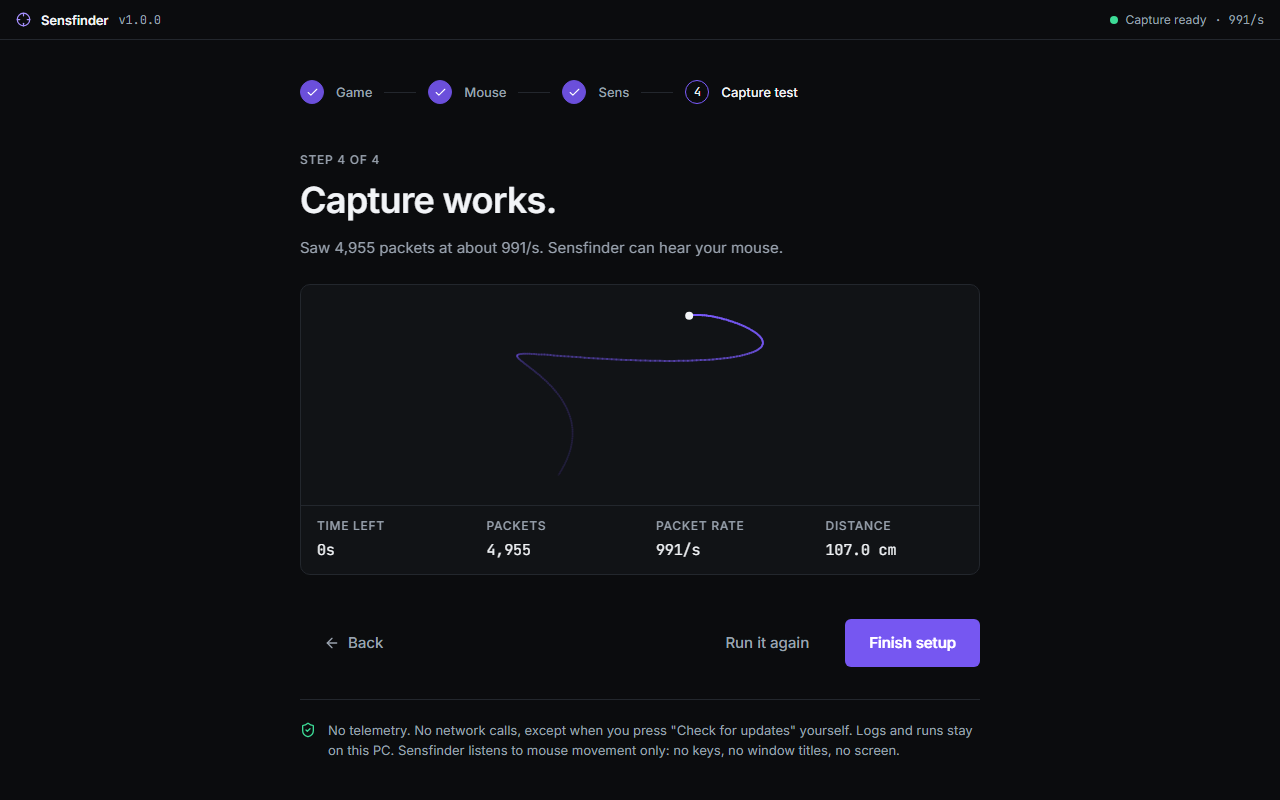 Sensfinder v1.0.0
Capture ready · 991/s
Game Mouse Sens 4 Capture test
STEP 4 OF 4
Capture works.
Saw 4,955 packets at about 991/s. Sensfinder can hear your mouse.
TIME LEFT PACKETS PACKET RATE DISTANCE
0s 4,955 991/s 107.0 cm
Back Run it again Finish setup
No telemetry. No network calls, except when you press "Check for updates" yourself. Logs and runs stay
on this PC. Sensfinder listens to mouse movement only: no keys, no window titles, no screen.